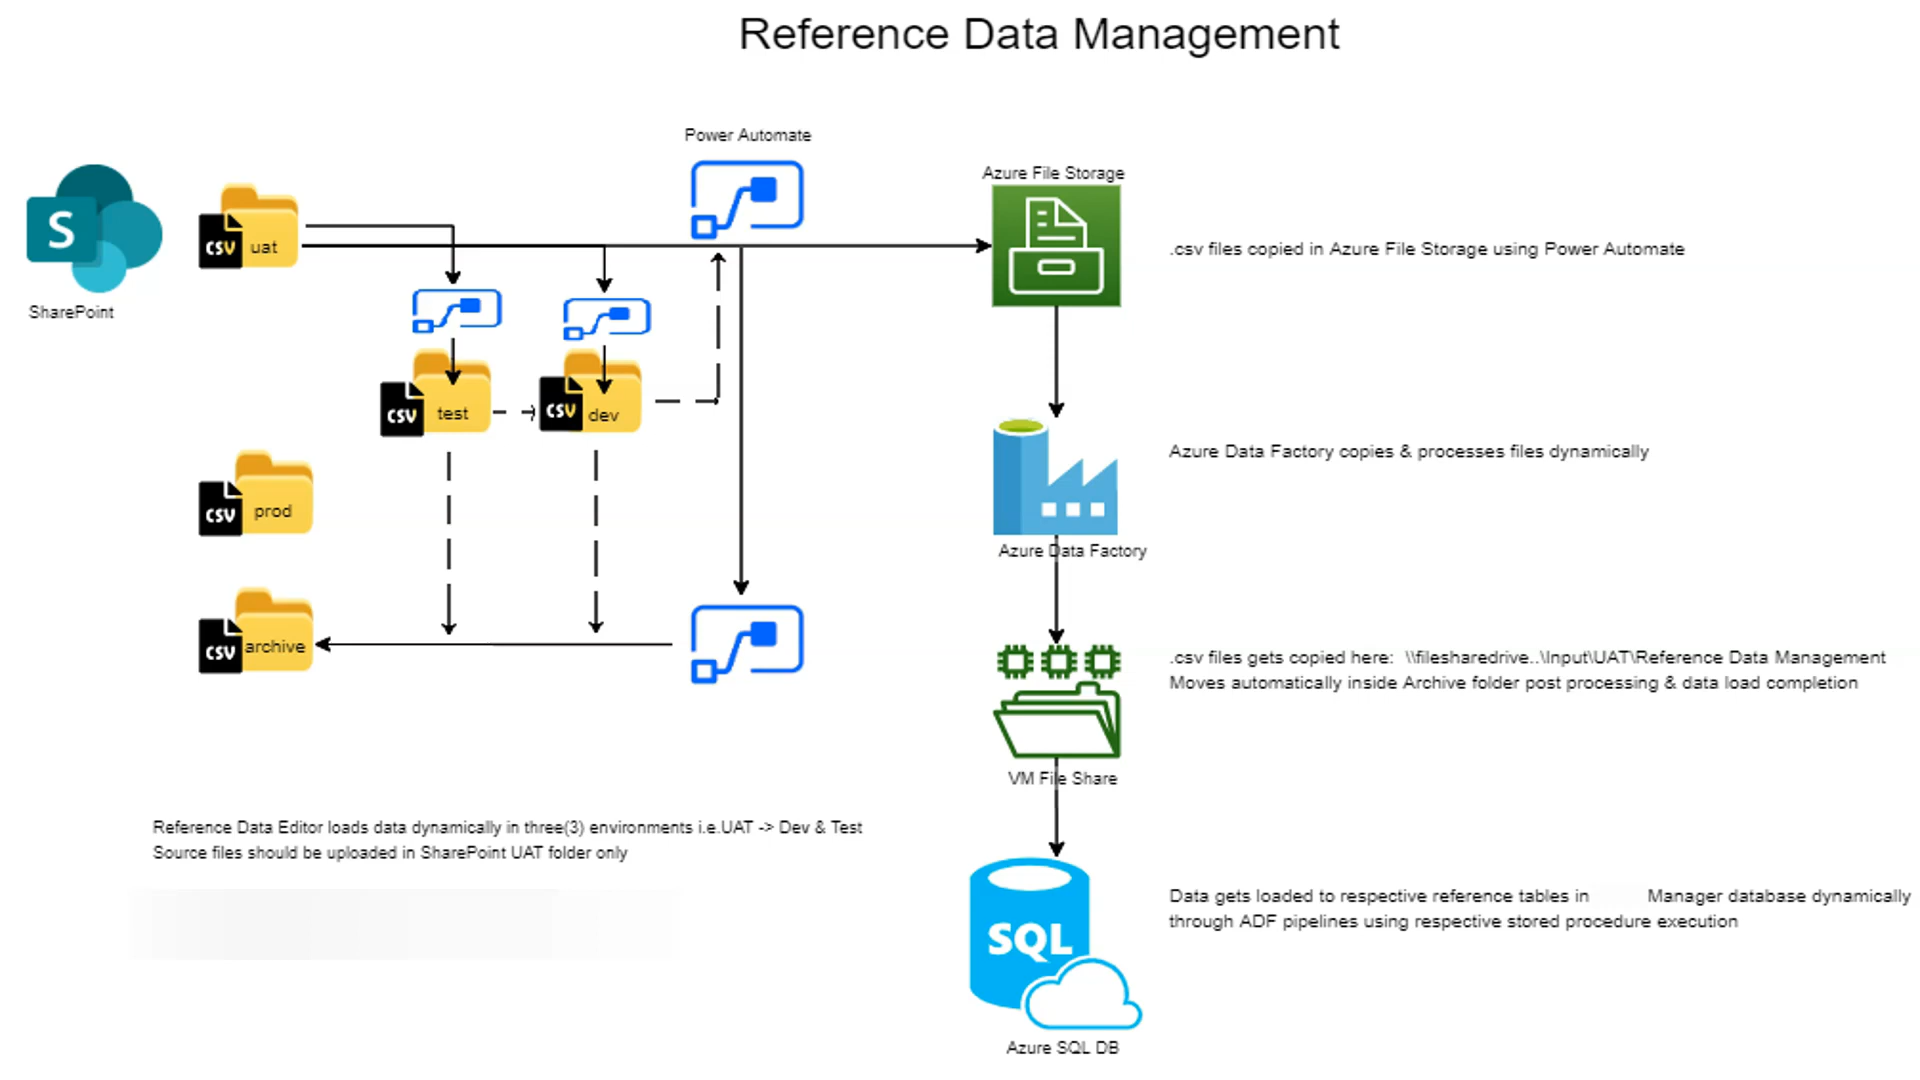 Reference Data Management
Power Automate
Azure File Storage
S
CSV
uat
.csv files copied in Azure File Storage using Power Automate
SharePoint
CSV
test
CSV
dev
Azure Data Factory copies & processes files dynamically
CSV
prod
Azure Data Factory
CSV
archive
.csv files gets copied here: \\filesharedrive..\Input\UAT\Reference Data Management
Moves automatically inside Archive folder post processing & data load completion
VM File Share
Reference Data Editor loads data dynamically in three(3) environments i.e.UAT -> Dev & Test
Source files should be uploaded in SharePoint UAT folder only
Data gets loaded to respective reference tables in Manager database dynamically
through ADF pipelines using respective stored procedure execution
SQL
Azure SQL DB